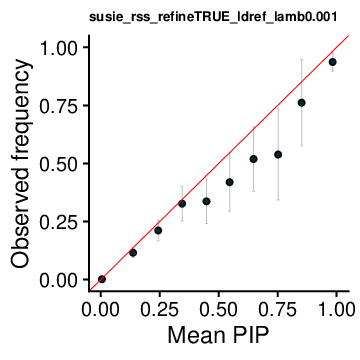 susie_rss_refineTRUE_ldref_lamb0.001
Observed frequency
1.00
0.75
0.50
0.25
0.00
0.00 0.25 0.50 0.75 1.00
Mean PIP